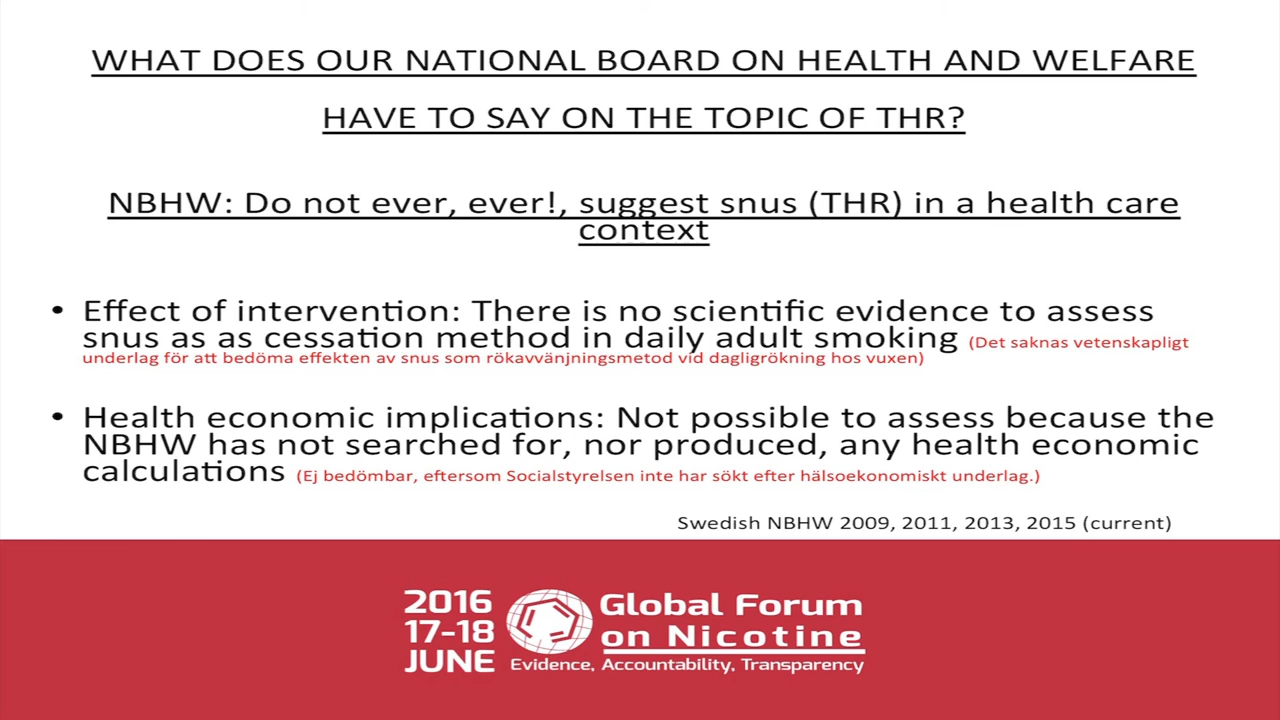 WHAT DOES OUR NATIONAL BOARD ON HEALTH AND WELFARE
HAVE TO SAY ON THE TOPIC OF THR?
NBHW: Do not ever, ever!, suggest snus (THR) in a health care
context
• Effect of intervention: There is no scientific evidence to assess
snus as as cessation method in daily adult smoking (Det saknas vetenskapligt
underlag för att bedöma effekten av snus som rökavvänjningsmetod vid dagligrökning hos vuxen)
• Health economic implications: Not possible to assess because the
NBHW has not searched for, nor produced, any health economic
calculations (Ej bedömbar, eftersom Socialstyrelsen inte har sökt efter hälsoekonomiskt underlag.)
Swedish NBHW 2009, 2011, 2013, 2015 (current)
2016
17-18
JUNE
Global Forum
on Nicotine
Evidence, Accountability, Transparency